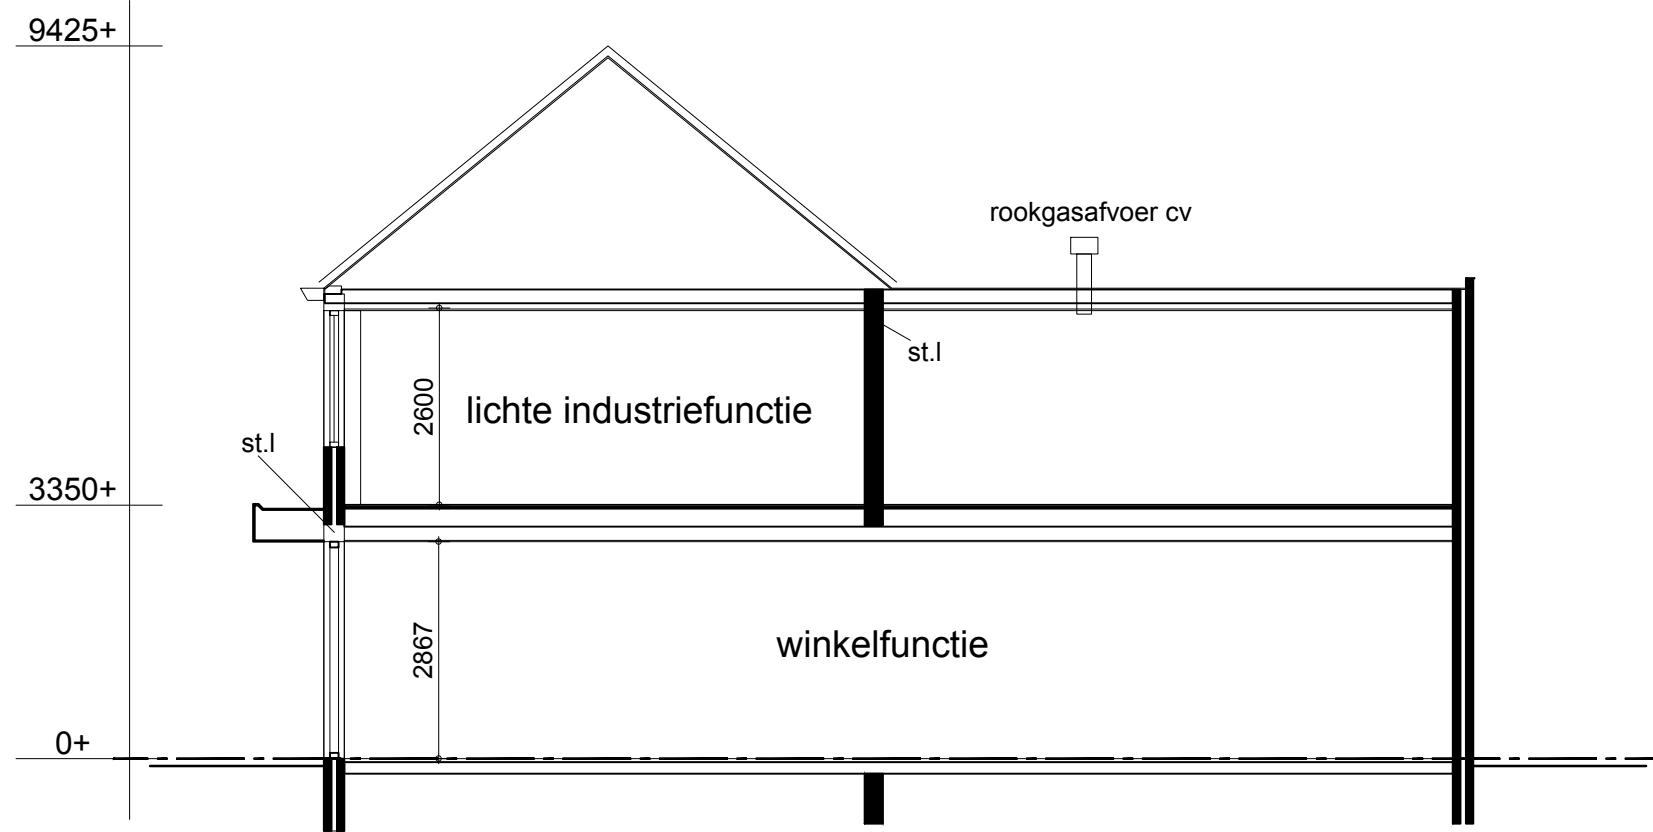 9425+
rookgasafvoer cv
st.l
2600
lichte industriefunctie
st.l
3350+
2867
winkelfunctie
0+